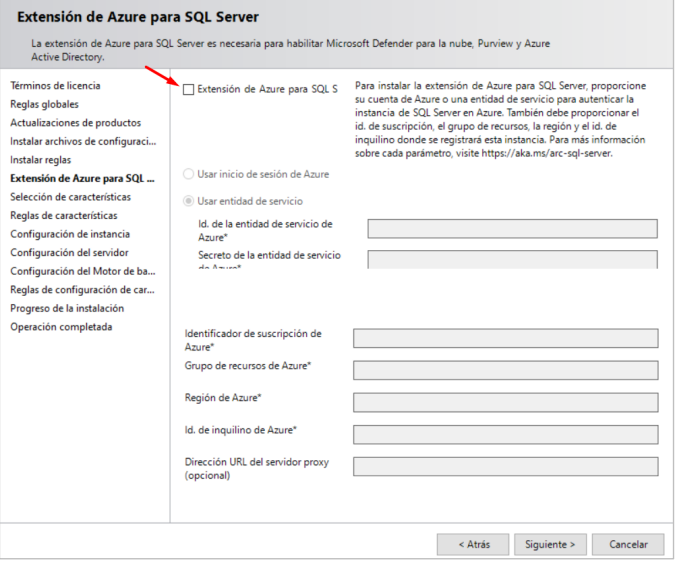 Extensión de Azure para SQL Server
La extensión de Azure para SQL Server es necesaria para habilitar Microsoft Defender para la nube, Purview y Azure
Active Directory.
Términos de licencia
Reglas globales
Actualizaciones de productos
Instalar archivos de configuraci...
Instalar reglas
Extensión de Azure para SQL ...
Selección de características
Reglas de características
Configuración de instancia
Configuración del servidor
Configuración del Motor de ba...
Reglas de configuración de car...
Progreso de la instalación
Operación completada
Extensión de Azure para SQL S
Para instalar la extensión de Azure para SQL Server, proporcione
su cuenta de Azure o una entidad de servicio para autenticar la
instancia de SQL Server en Azure. También debe proporcionar el
id. de suscripción, el grupo de recursos, la región y el id. de
inquilino donde se registrará esta instancia. Para más información
sobre cada parámetro, visite https://aka.ms/arc-sql-server.
Usar inicio de sesión de Azure
Usar entidad de servicio
Id. de la entidad de servicio de
Azure*
Secreto de la entidad de servicio
de Azure*
Identificador de suscripción de
Azure*
Grupo de recursos de Azure*
Región de Azure*
Id. de inquilino de Azure*
Dirección URL del servidor proxy
(opcional)
< Atrás
Siguiente >
Cancelar